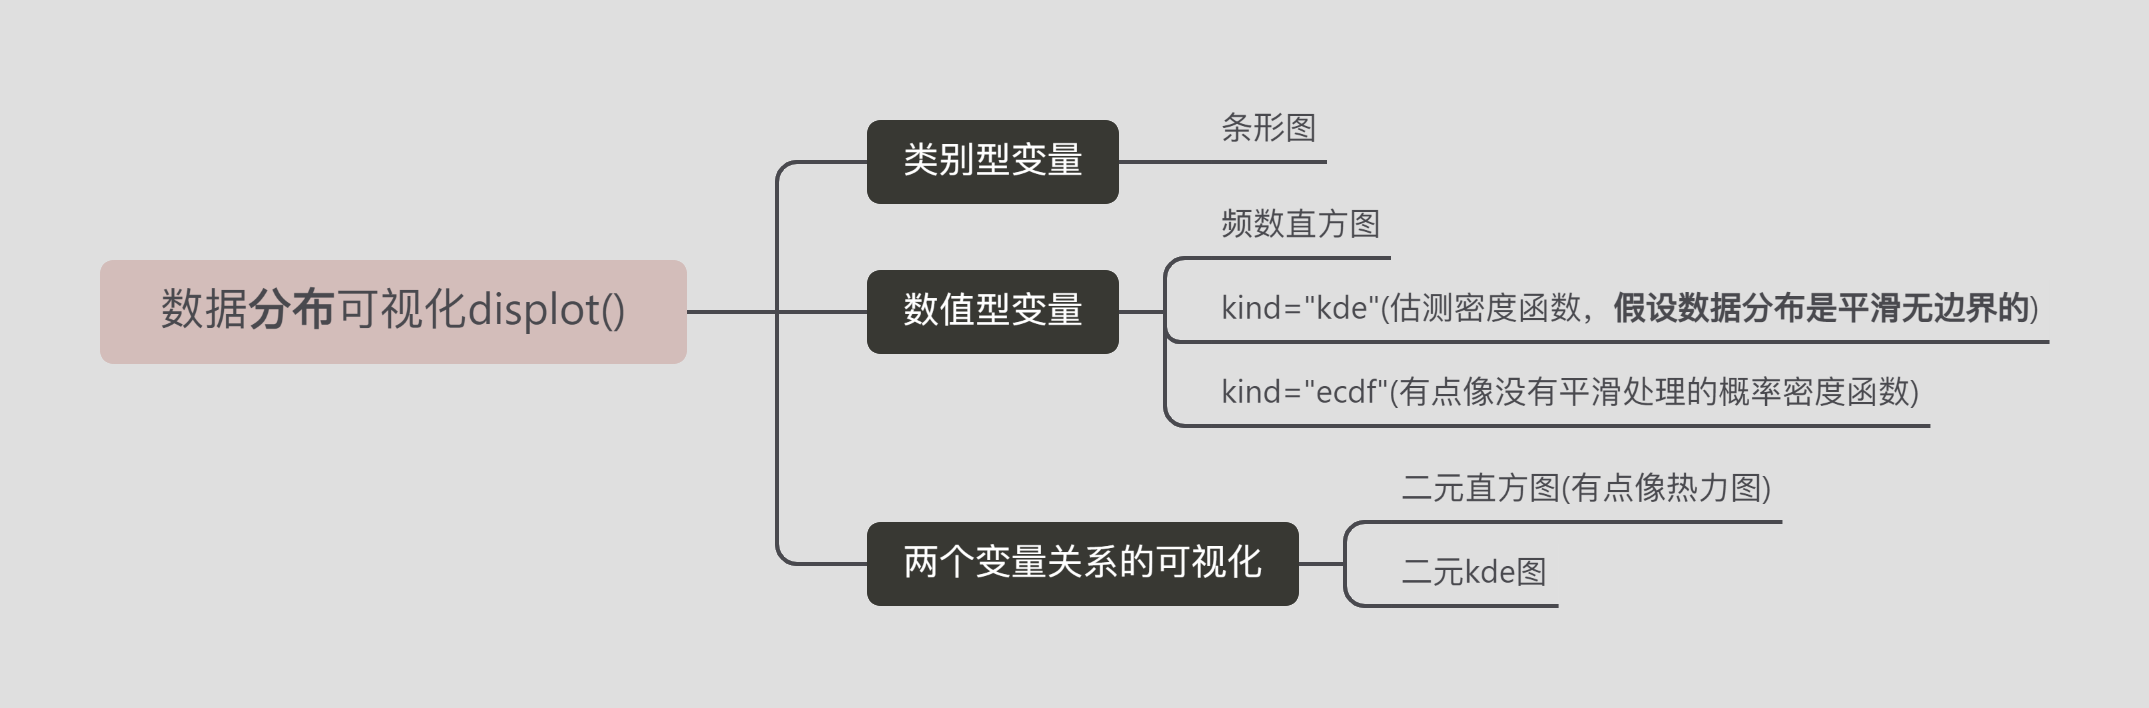 数据分布可视化displot()
类别型变量
条形图
数值型变量
频数直方图
kind="kde"(估测密度函数，假设数据分布是平滑无边界的)
kind="ecdf"(有点像没有平滑处理的概率密度函数)
两个变量关系的可视化
二元直方图(有点像热力图)
二元kde图